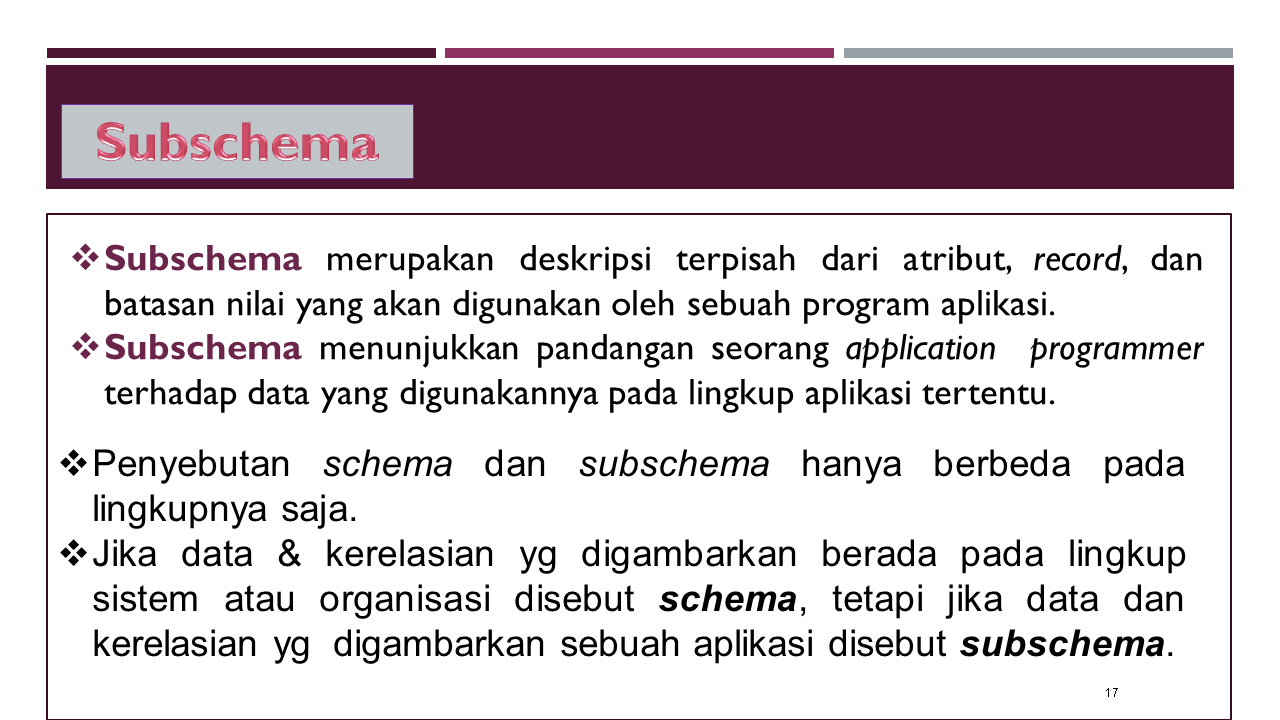 Subschema
❖Subschema merupakan deskripsi terpisah dari atribut, record, dan
batasan nilai yang akan digunakan oleh sebuah program aplikasi.
❖Subschema menunjukkan pandangan seorang application programmer
terhadap data yang digunakannya pada lingkup aplikasi tertentu.
❖Penyebutan schema dan subschema hanya berbeda pada
lingkupnya saja.
❖Jika data & kerelasian yg digambarkan berada pada lingkup
sistem atau organisasi disebut schema, tetapi jika data dan
kerelasian yg digambarkan sebuah aplikasi disebut subschema.
17